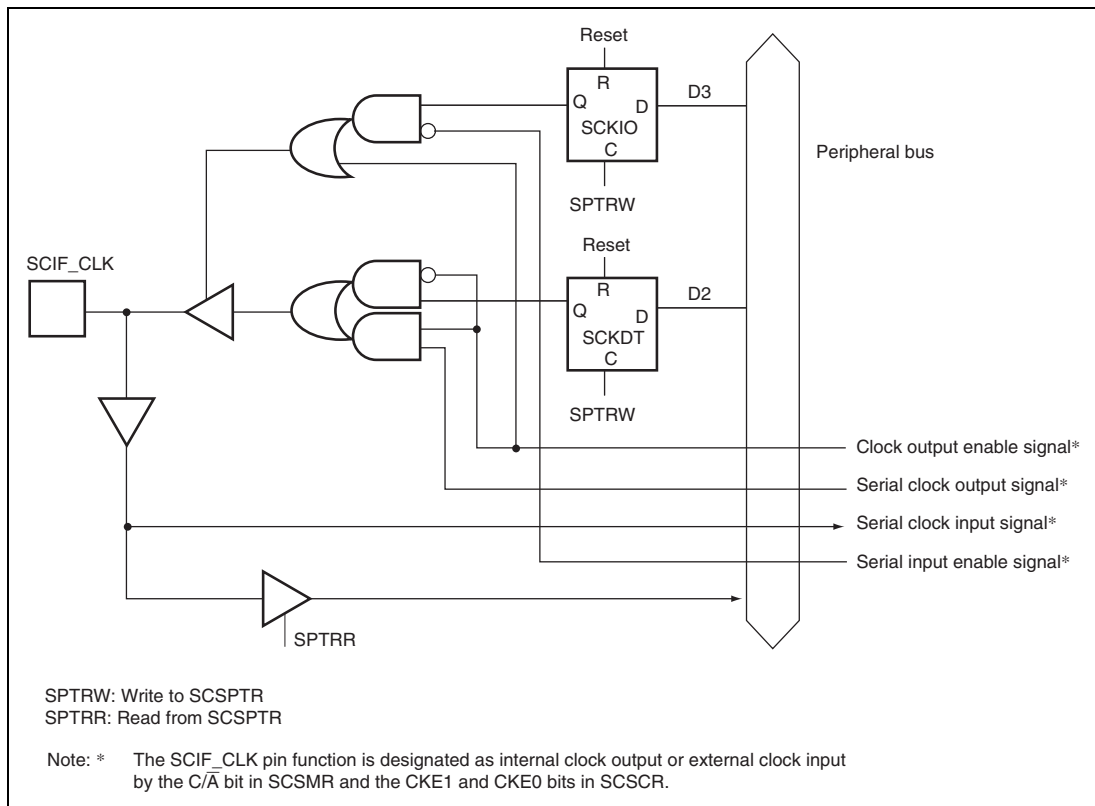 Reset
R
D3
Q
D
SCKIO
C
Peripheral bus
SPTRW
Reset
SCIF_CLK
R
D2
Q
D
SCKDT
C
SPTRW
Clock output enable signal*
Serial clock output signal*
Serial clock input signal*
Serial input enable signal*
SPTRR
SPTRW: Write to SCSPTR
SPTRR: Read from SCSPTR
Note: * The SCIF_CLK pin function is designated as internal clock output or external clock input
by the C/A̅ bit in SCSMR and the CKE1 and CKE0 bits in SCSCR.